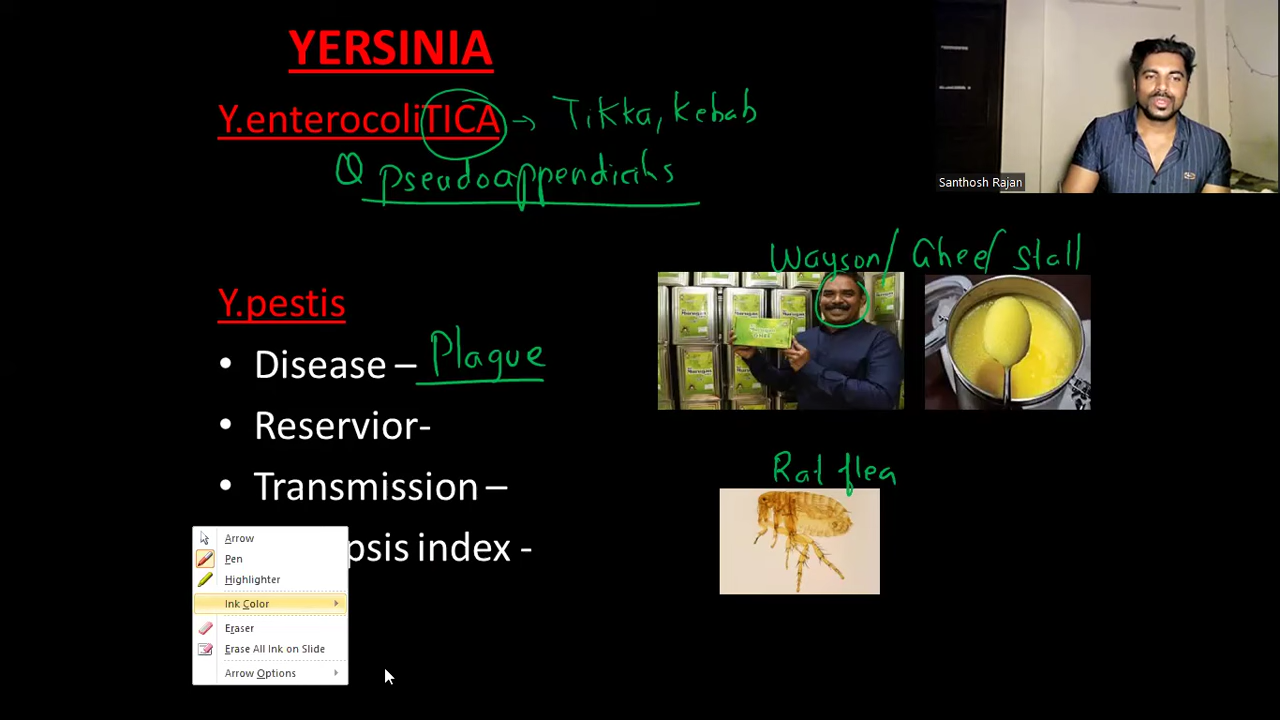 YERSINIA
Y.enterocoliTICA → Tikka, kebab
Q pseudoappendicitis
Santhosh Rajan
Wayson/ Ghee/ Stall
Y.pestis
• Disease – Plague
• Reservior-
• Transmission –
psis index -
Rat flea
Arrow
Pen
Highlighter
Ink Color
Eraser
Erase All Ink on Slide
Arrow Options